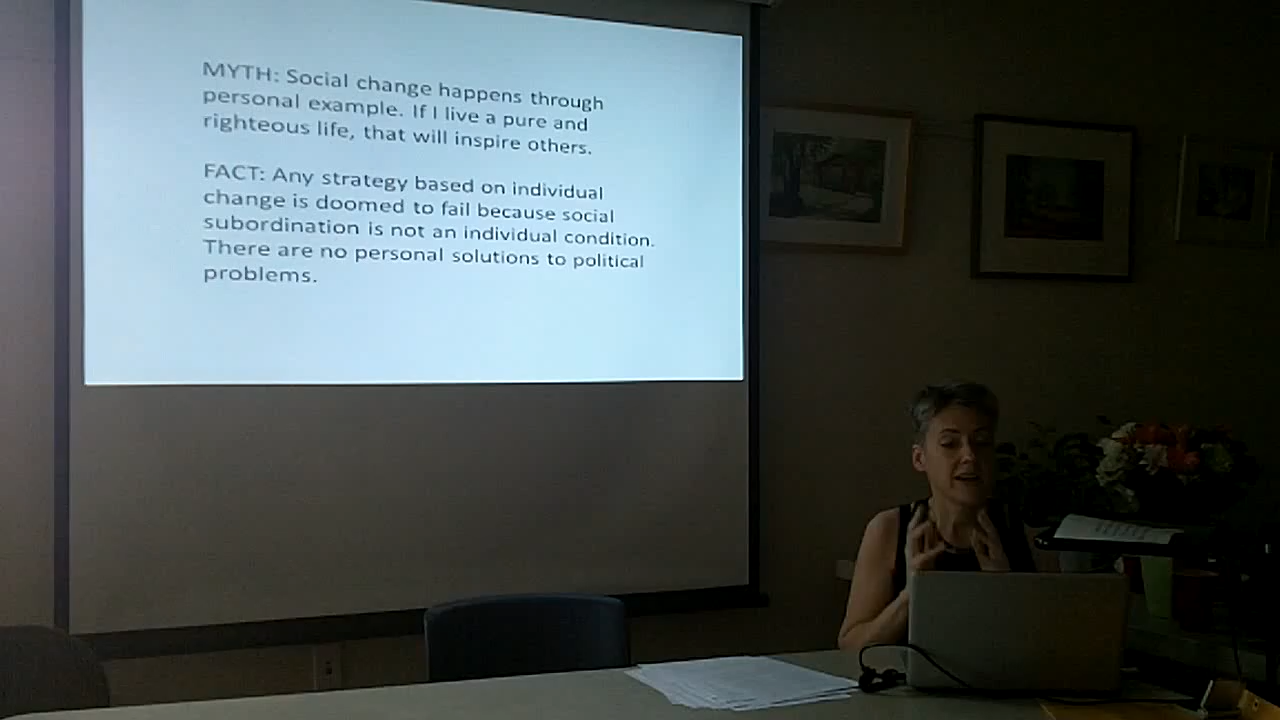 MYTH: Social change happens through
personal example. If I live a pure and
righteous life, that will inspire others.
FACT: Any strategy based on individual
change is doomed to fail because social
subordination is not an individual condition.
There are no personal solutions to political
problems.